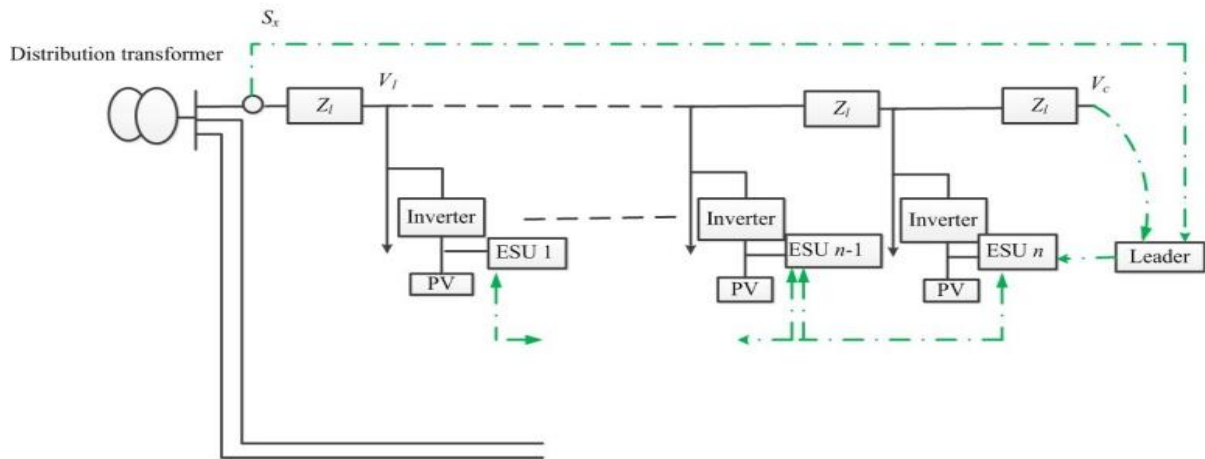 S_x
Distribution transformer
V_l
V_c
Z_l
Z_l
Z_l
Inverter
Inverter
Inverter
ESU 1
ESU n-1
ESU n
Leader
PV
PV
PV